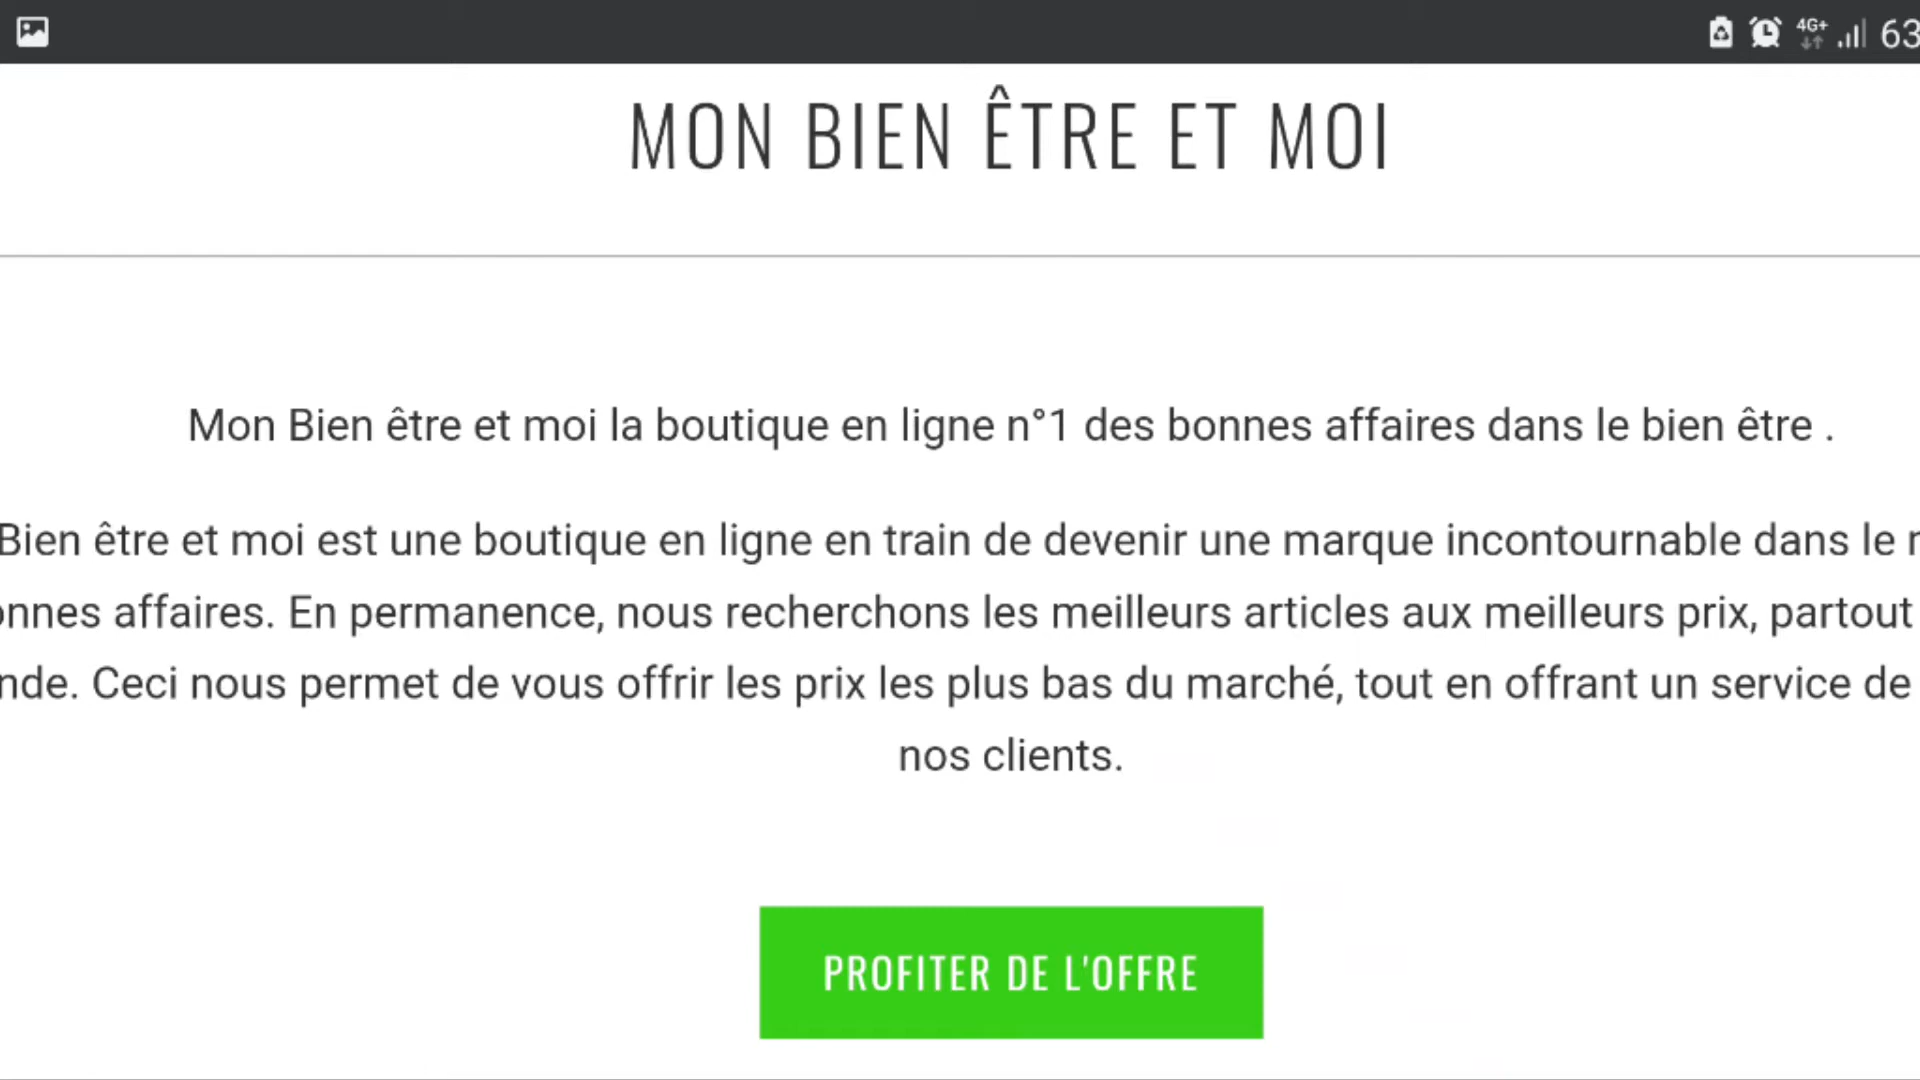 4G+ 63
MON BIEN ÊTRE ET MOI
Mon Bien être et moi la boutique en ligne n°1 des bonnes affaires dans le bien être .
Bien être et moi est une boutique en ligne en train de devenir une marque incontournable dans le
onnes affaires. En permanence, nous recherchons les meilleurs articles aux meilleurs prix, partout
nde. Ceci nous permet de vous offrir les prix les plus bas du marché, tout en offrant un service de
nos clients.
PROFITER DE L'OFFRE